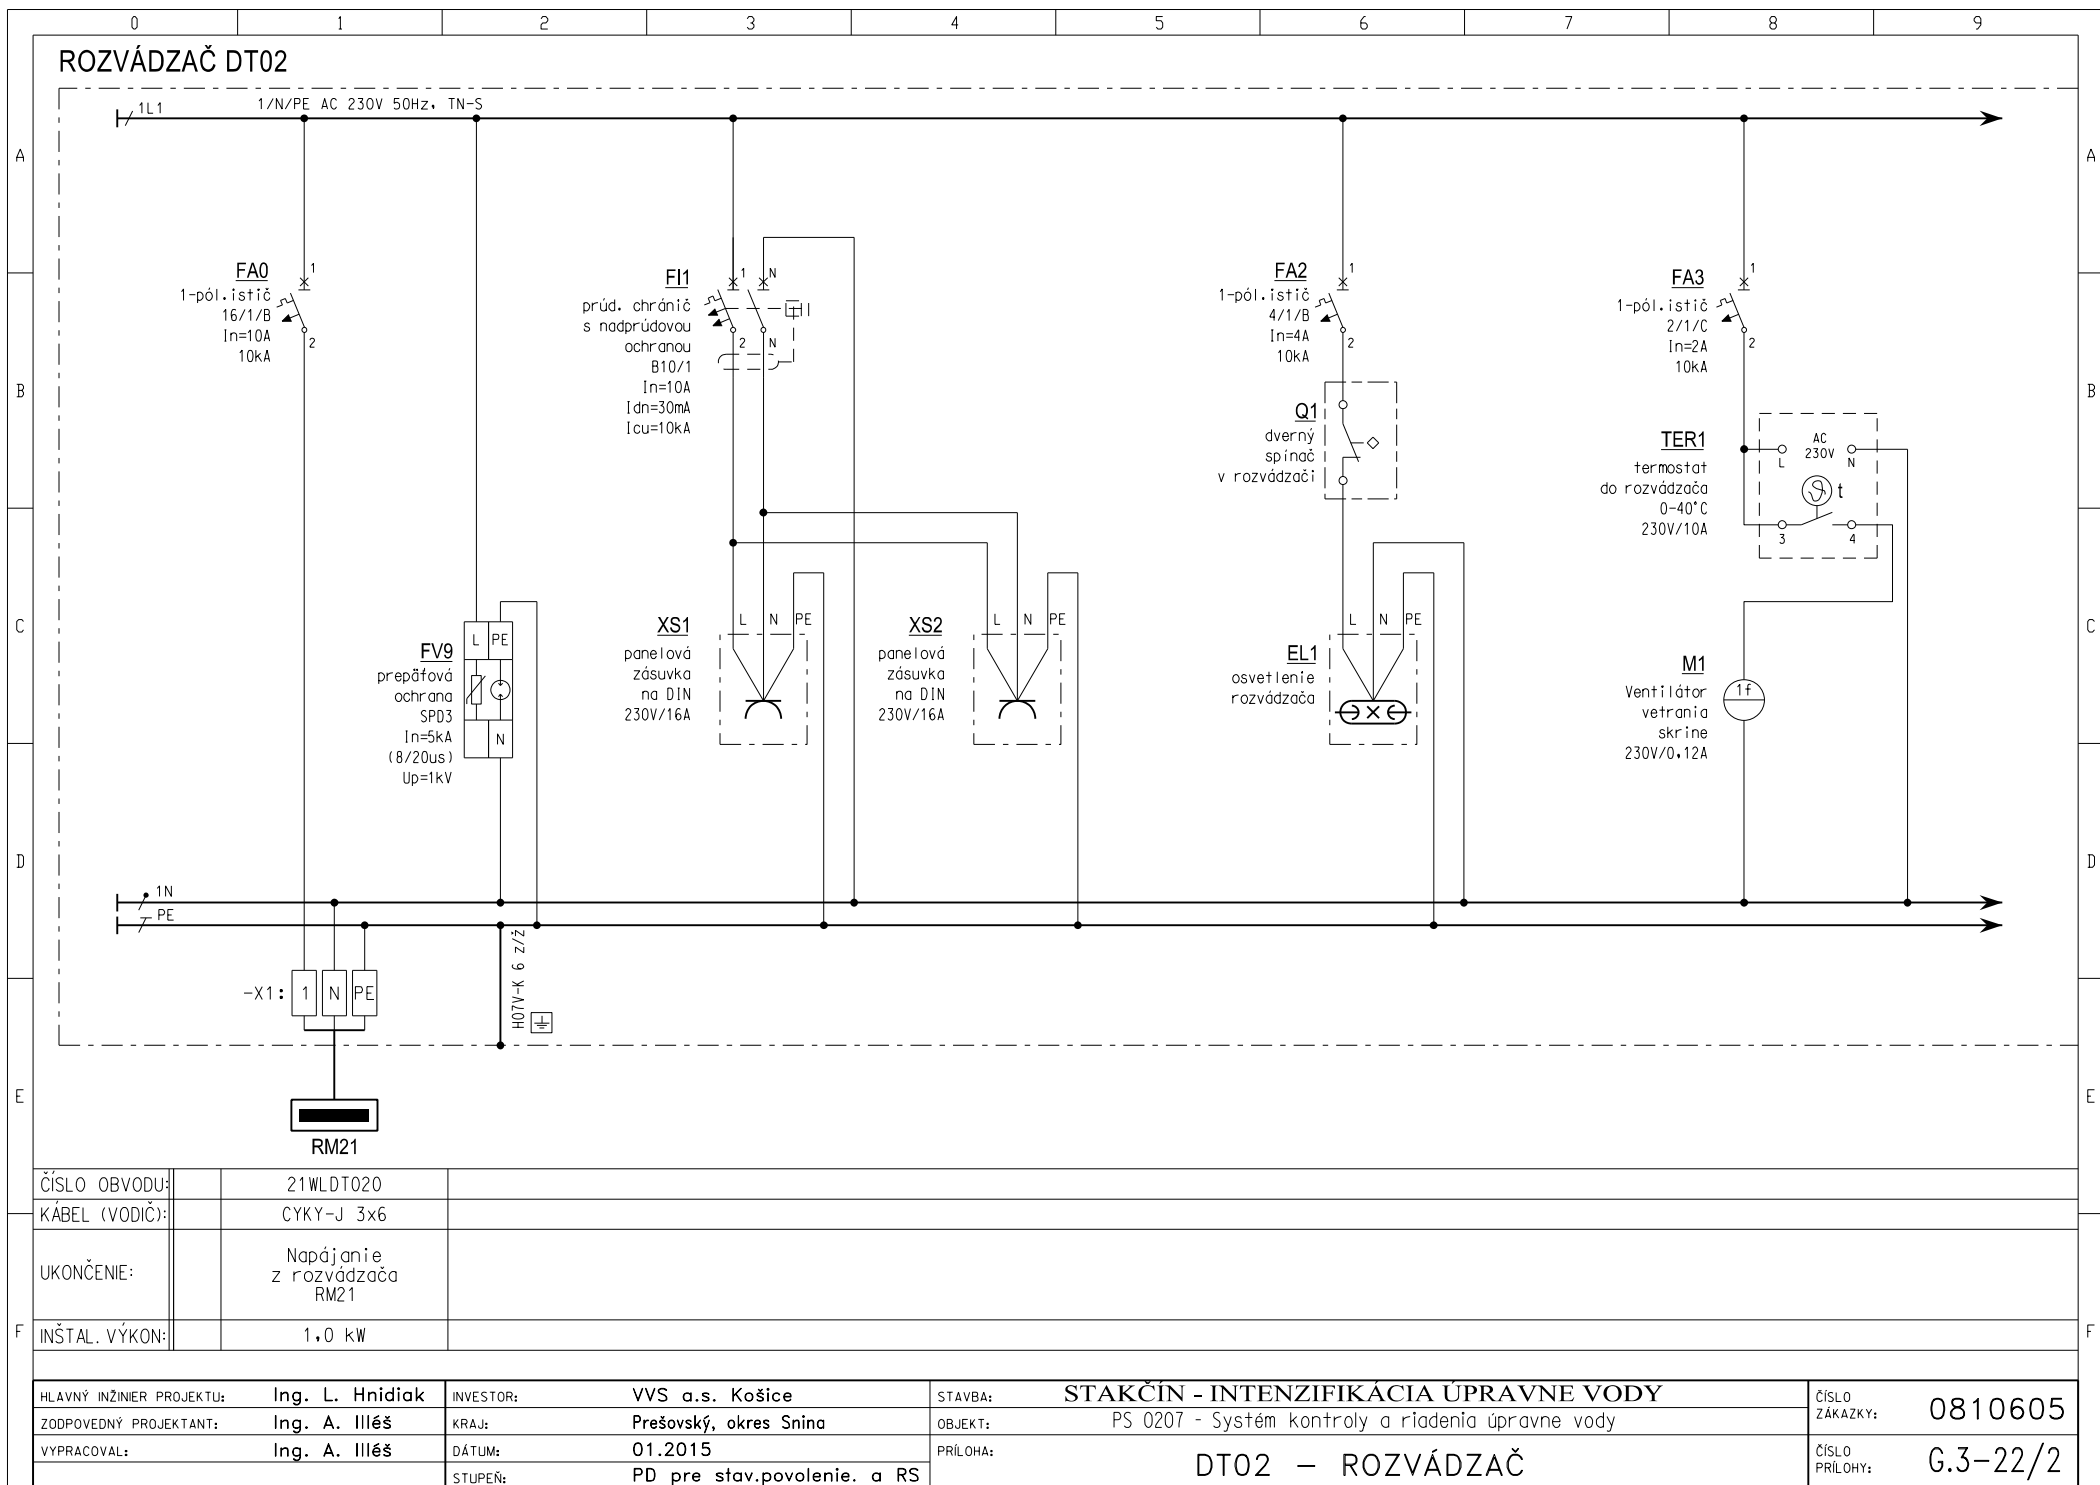 0 1 2 3 4 5 6 7 8 9
ROZVÁDZAČ DT02
1L1
1/N/PE AC 230V 50Hz, TN-S
A
A
FA0
1-pól.istič
16/1/B
In=10A
10kA
1
2
FI1
prúd. chránič
s nadprúdovou
ochranou
B10/1
In=10A
Idn=30mA
Icu=10kA
1 N
2 N
FA2
1-pól.istič
4/1/B
In=4A
10kA
1
2
FA3
1-pól.istič
2/1/C
In=2A
10kA
1
2
B
B
Q1
dverný
spínač
v rozvádzači
TER1
termostat
do rozvádzača
0-40°C
230V/10A
AC
230V
L N
t
3 4
C
C
FV9
prepäťová
ochrana
SPD3
In=5kA
(8/20us)
Up=1kV
L PE
N
XS1
panelová
zásuvka
na DIN
230V/16A
L N PE
XS2
panelová
zásuvka
na DIN
230V/16A
L N PE
EL1
osvetlenie
rozvádzača
L N PE
M1
Ventilátor
vetrania
skrine
230V/0,12A
1f
D
D
1N
PE
H07V-K 6 z/ž
-X1: 1 N PE
E
E
RM21
ČÍSLO OBVODU: 21WLDT020
KÁBEL (VODIČ): CYKY-J 3x6
UKONČENIE:
Napájanie
z rozvádzača
RM21
F
F
INŠTAL. VÝKON: 1,0 kW
HLAVNÝ INŽINIER PROJEKTU: Ing. L. Hnidiak
ZODPOVEDNÝ PROJEKTANT: Ing. A. Illéš
VYPRACOVAL: Ing. A. Illéš
INVESTOR: VVS a.s. Košice
KRAJ: Prešovský, okres Snina
DÁTUM: 01.2015
STUPEŇ: PD pre stav.povolenie. a RS
STAVBA: STAKČÍN - INTENZIFIKÁCIA ÚPRAVNE VODY
OBJEKT: PS 0207 - Systém kontroly a riadenia úpravne vody
PRÍLOHA: DT02 – ROZVÁDZAČ
ČÍSLO
ZÁKAZKY: 0810605
ČÍSLO
PRÍLOHY: G.3-22/2